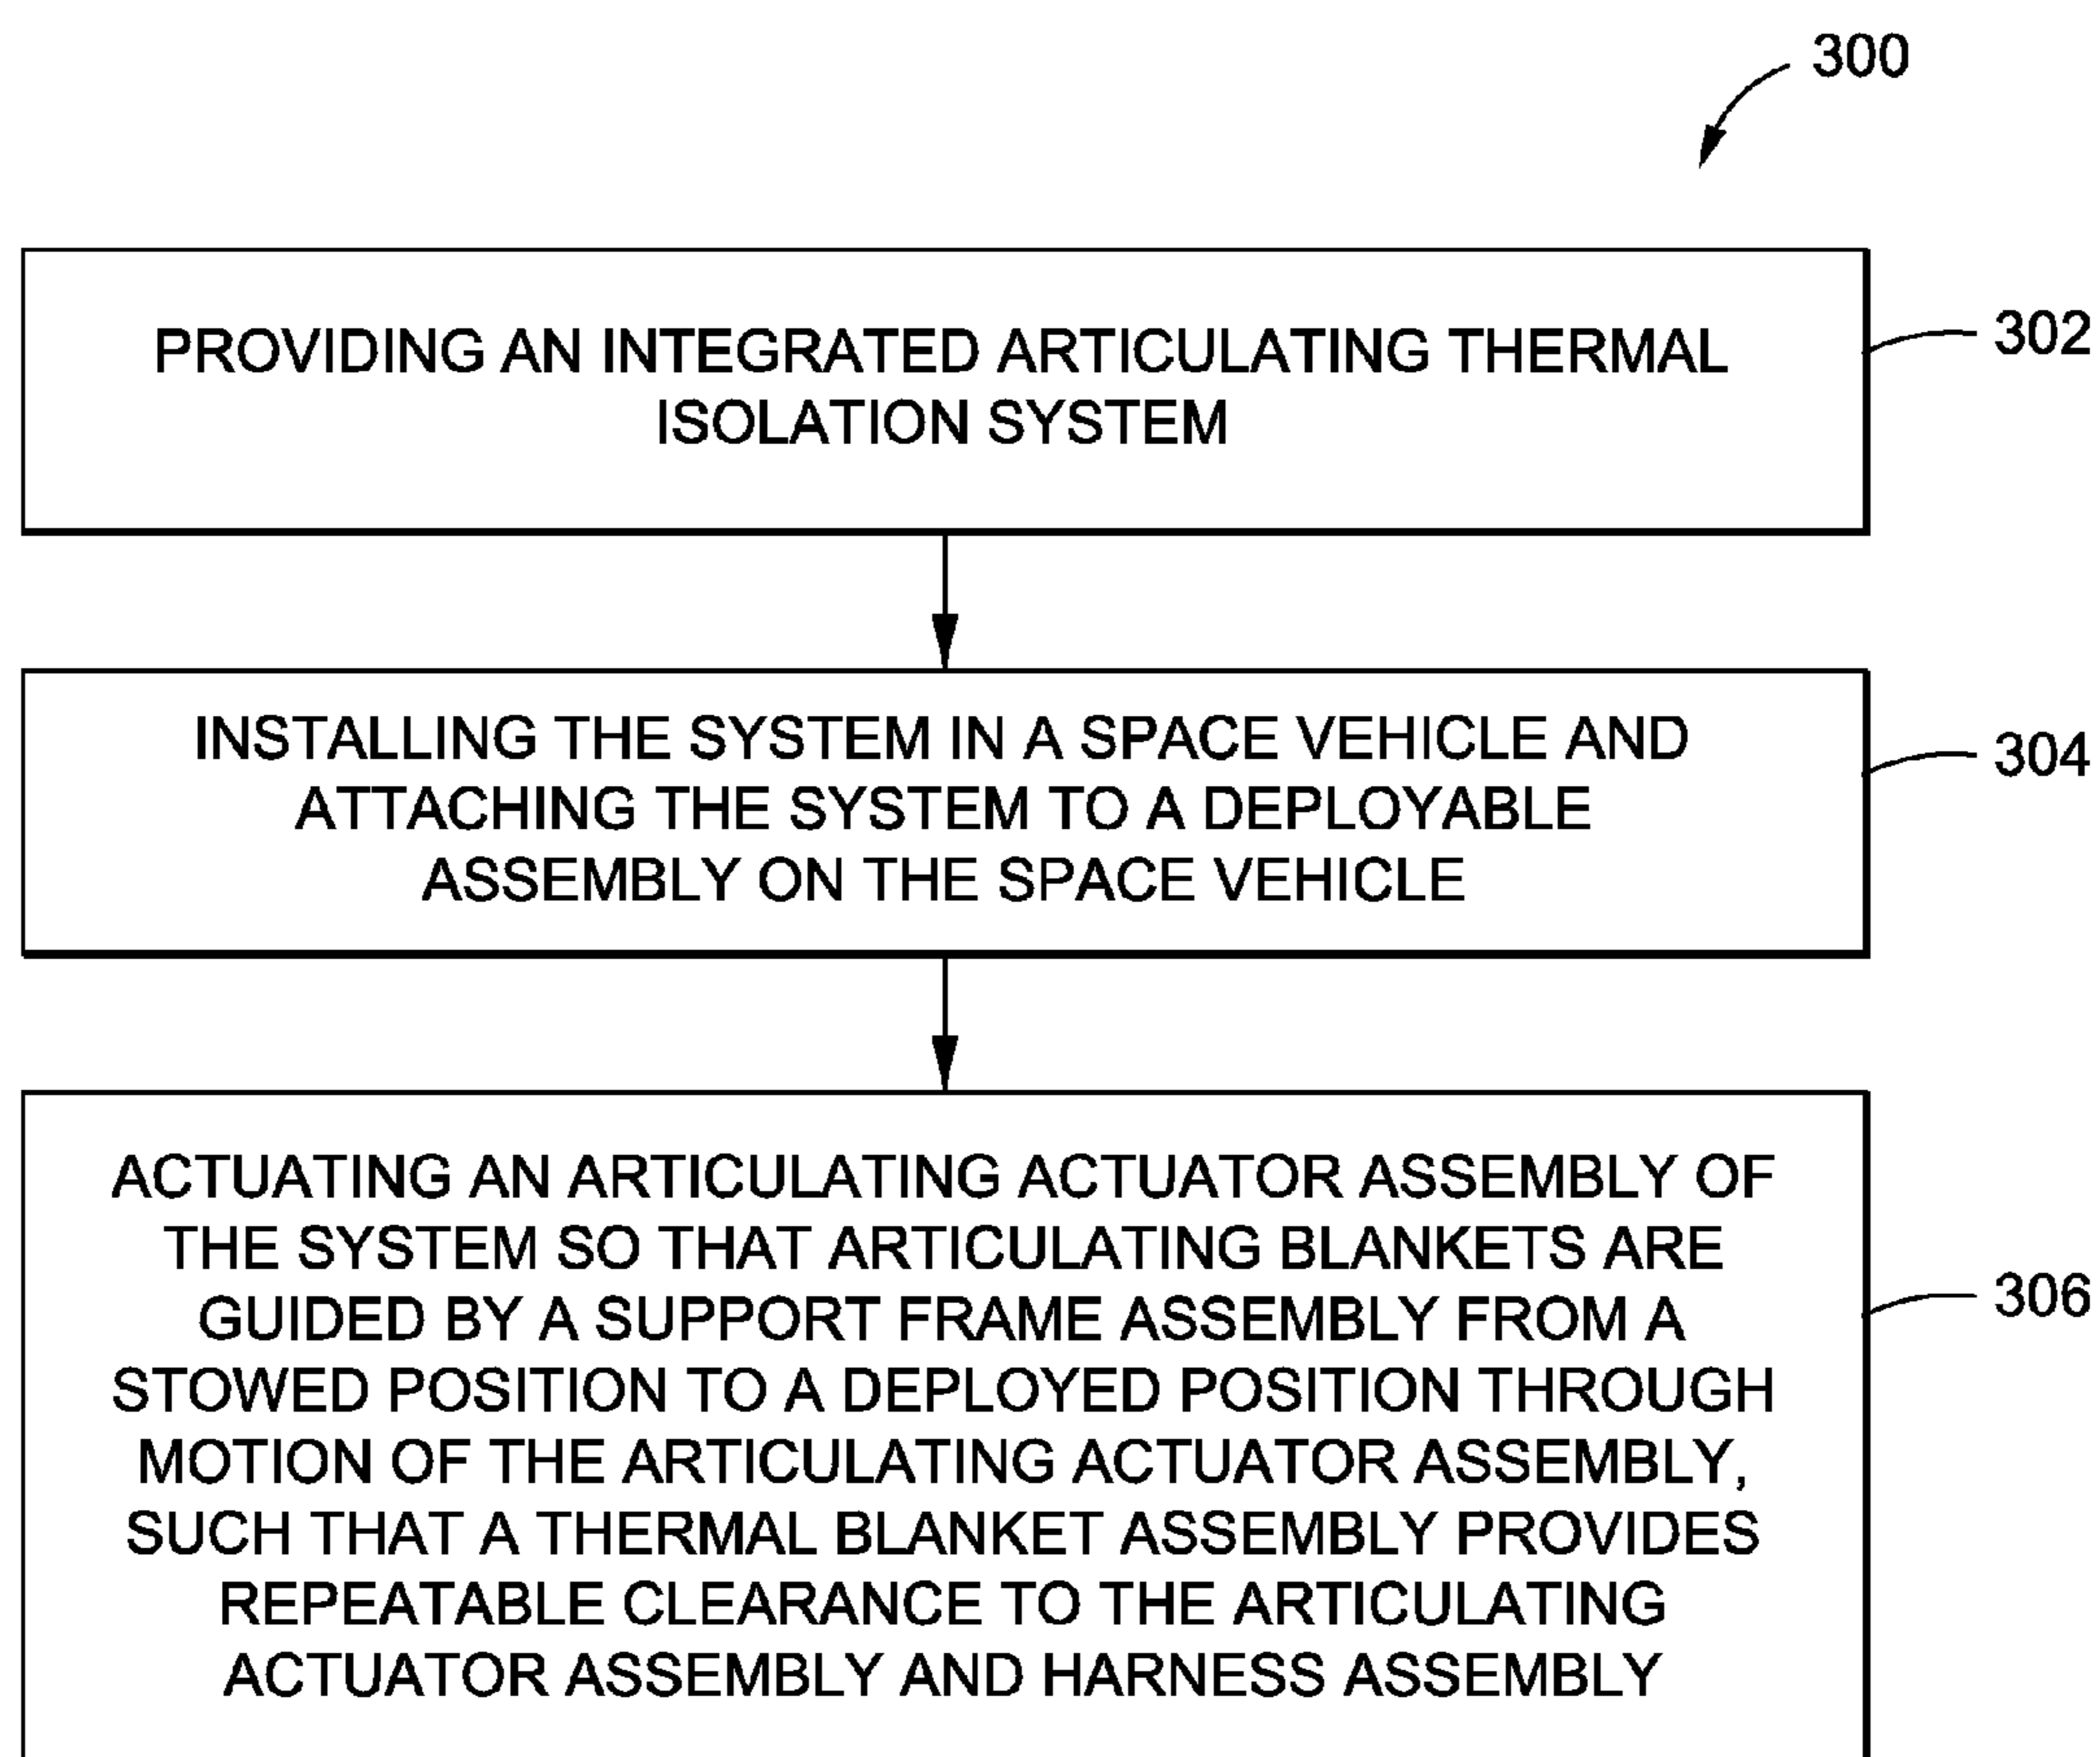 300
PROVIDING AN INTEGRATED ARTICULATING THERMAL
ISOLATION SYSTEM
302
INSTALLING THE SYSTEM IN A SPACE VEHICLE AND
ATTACHING THE SYSTEM TO A DEPLOYABLE
ASSEMBLY ON THE SPACE VEHICLE
304
ACTUATING AN ARTICULATING ACTUATOR ASSEMBLY OF
THE SYSTEM SO THAT ARTICULATING BLANKETS ARE
GUIDED BY A SUPPORT FRAME ASSEMBLY FROM A
STOWED POSITION TO A DEPLOYED POSITION THROUGH
MOTION OF THE ARTICULATING ACTUATOR ASSEMBLY,
SUCH THAT A THERMAL BLANKET ASSEMBLY PROVIDES
REPEATABLE CLEARANCE TO THE ARTICULATING
ACTUATOR ASSEMBLY AND HARNESS ASSEMBLY
306